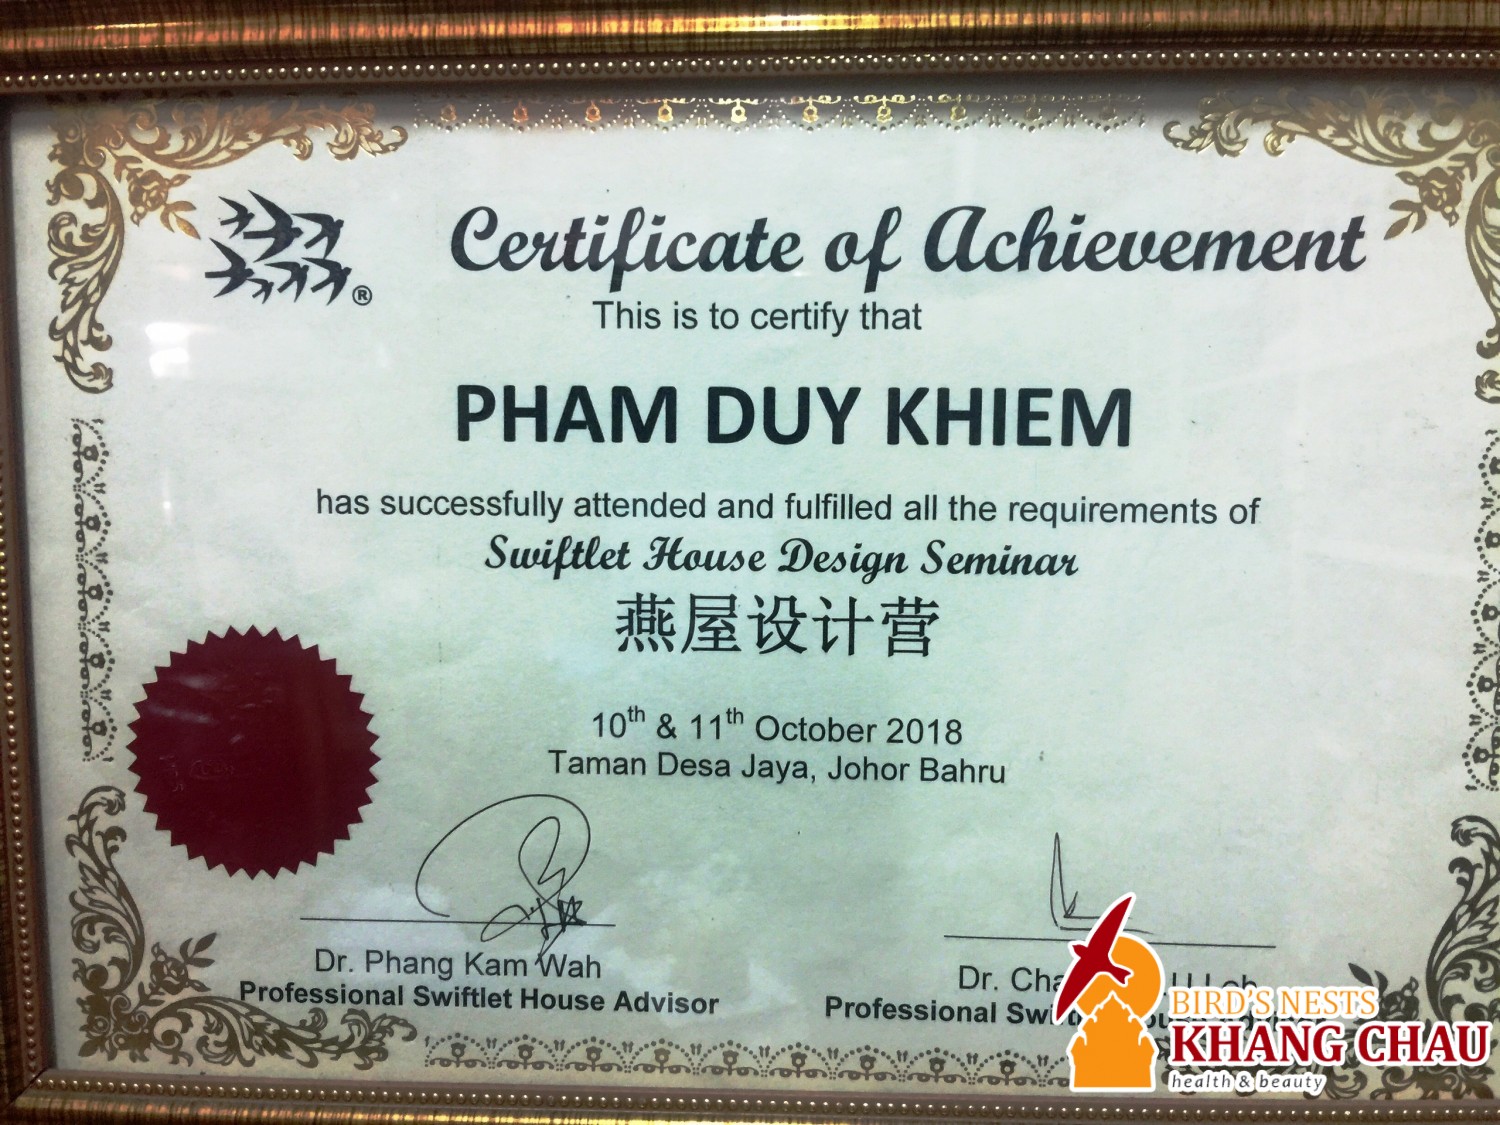 ®
Certificate of Achievement
This is to certify that
PHAM DUY KHIEM
has successfully attended and fulfilled all the requirements of
Swiftlet House Design Seminar
燕屋设计营
10th & 11th October 2018
Taman Desa Jaya, Johor Bahru
Dr. Phang Kam Wah
Professional Swiftlet House Advisor
Dr.
Professional
BIRD'S NESTS
KHANG CHAU
health & beauty